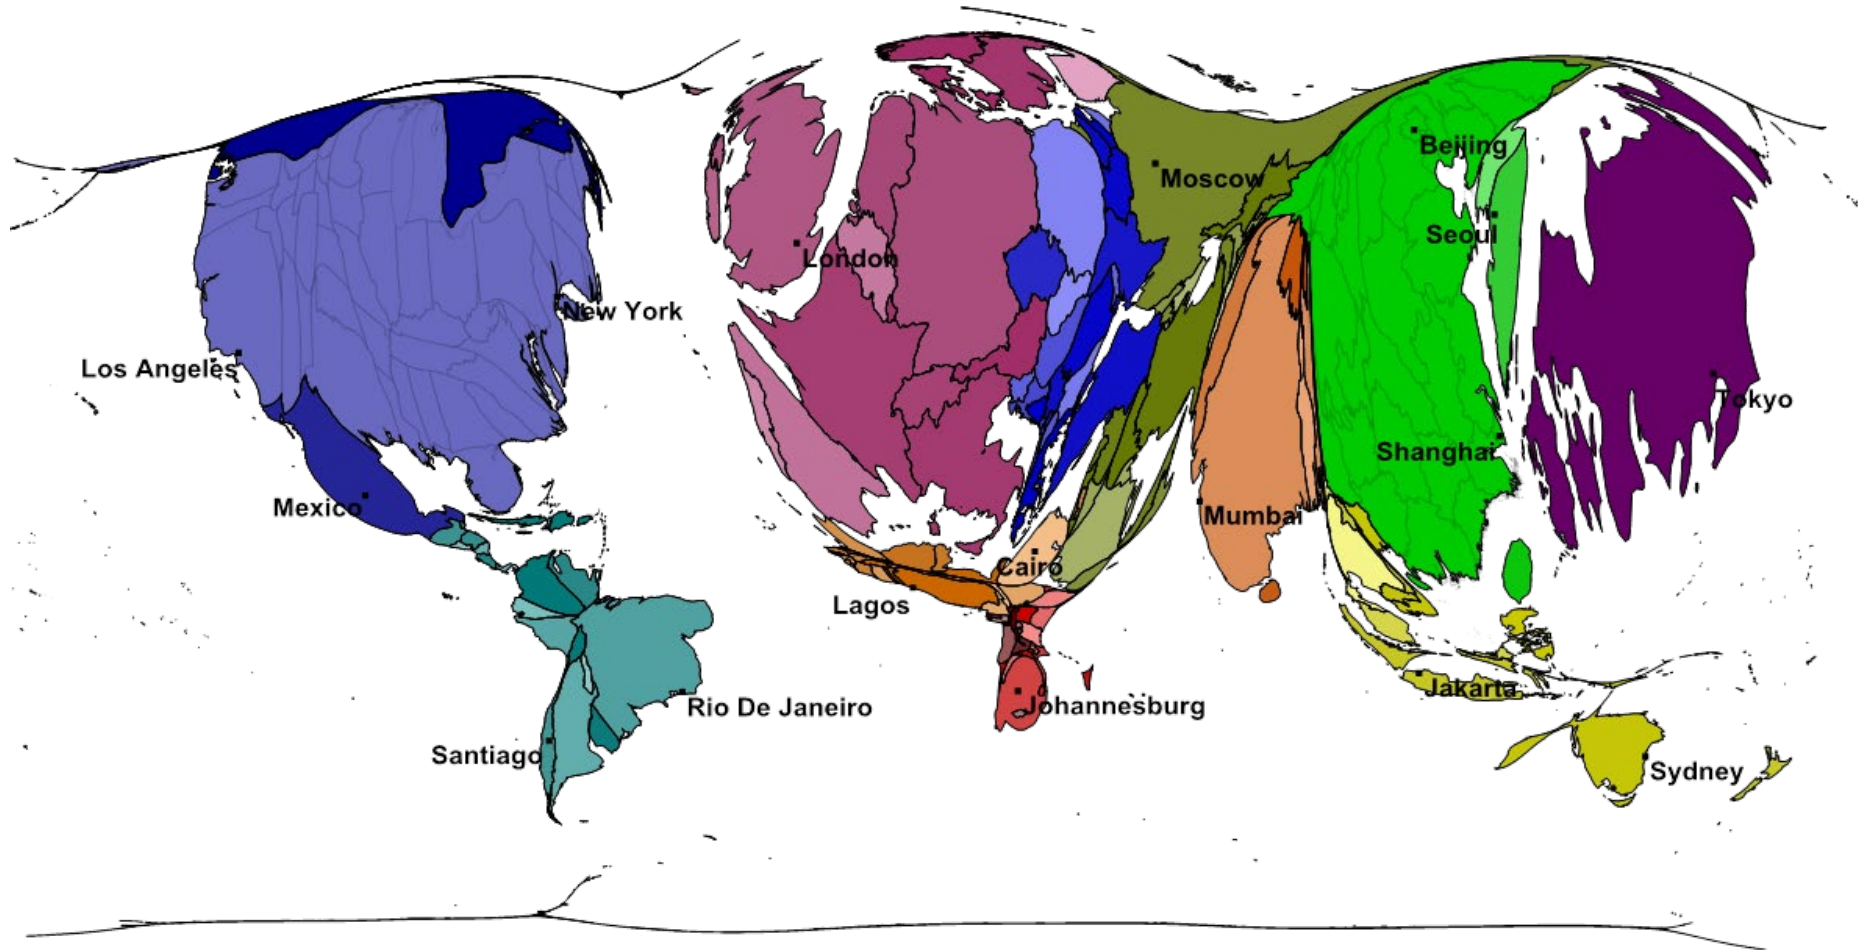 Beijing
Moscow
Seoul
London
New York
Los Angeles
Tokyo
Shanghai
Mexico
Mumbai
Cairo
Lagos
Jakarta
Rio De Janeiro
Johannesburg
Santiago
Sydney